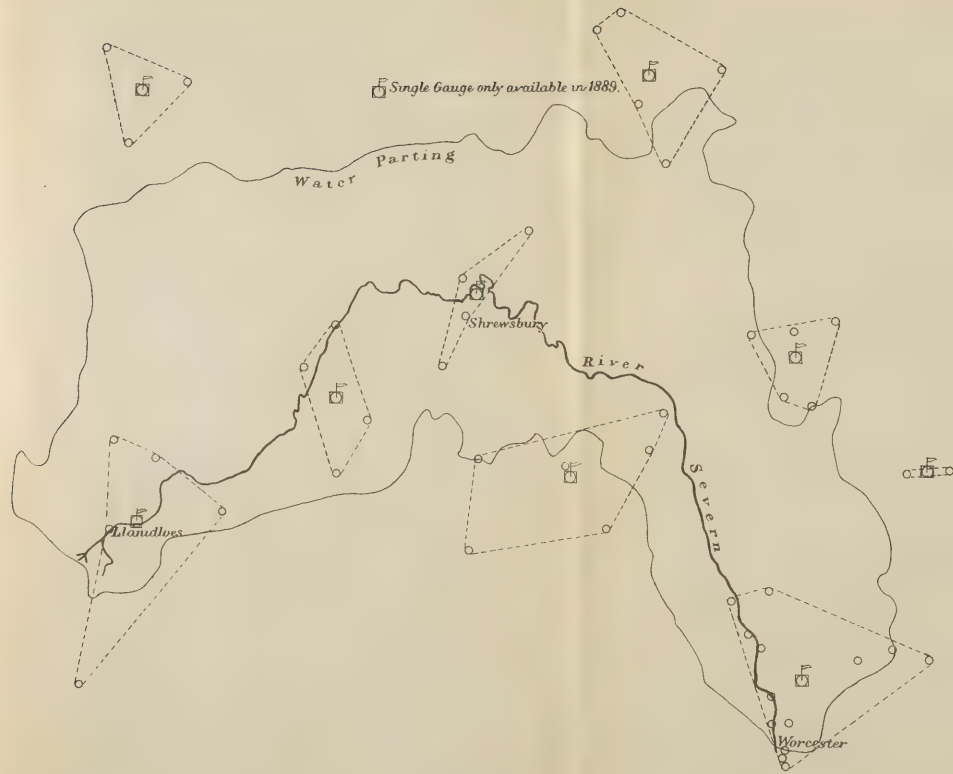 Single Gauge only available in 1889.
Water Parting
Shrewsbury
River Severn
Llanidloes
Worcester